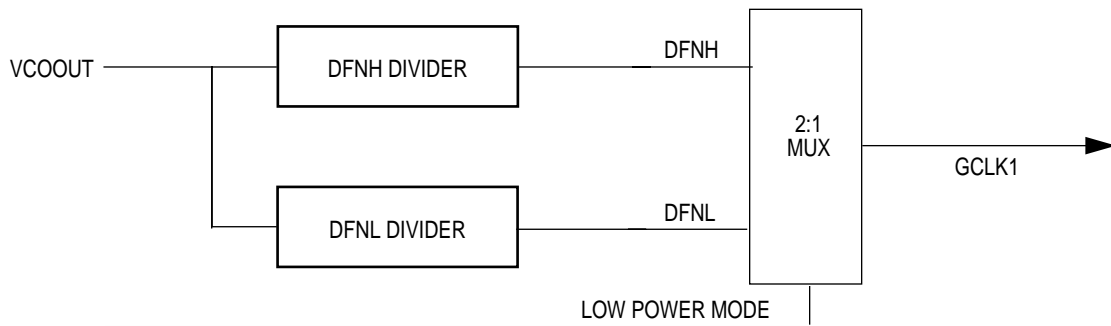 VCOOUT
DFNH DIVIDER
DFNH
2:1
MUX
GCLK1
DFNL DIVIDER
DFNL
LOW POWER MODE